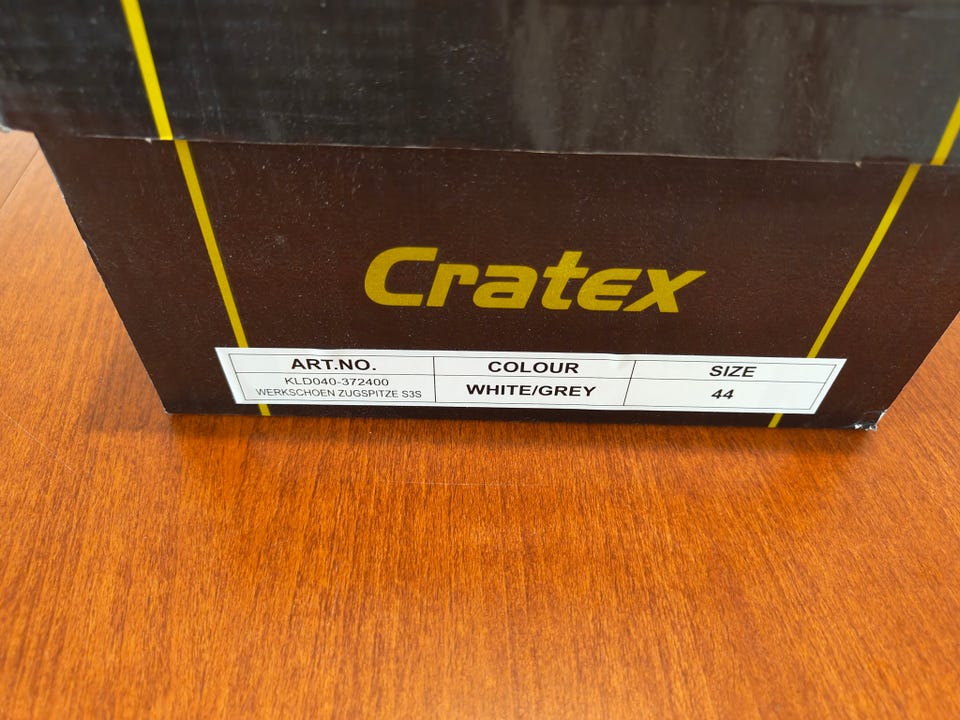 Cratex
ART.NO. COLOUR SIZE
KLD040-372400
WERKSCHOEN ZUGSPITZE S3S WHITE/GREY 44